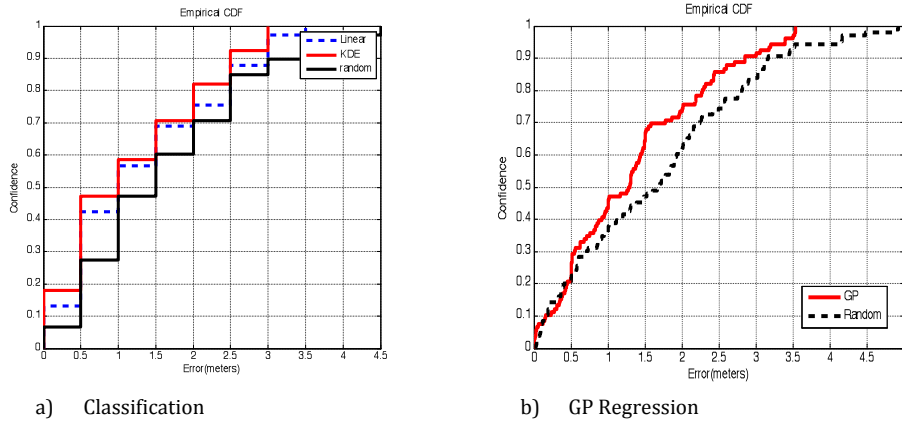 Empirical CDF
1
0.9
0.8
0.7
0.6
0.5
0.4
0.3
0.2
0.1
0
Confidence
0 0.5 1 1.5 2 2.5 3 3.5 4 4.5
Error(meters)
Linear
KDE
random
a) Classification
Empirical CDF
1
0.9
0.8
0.7
0.6
0.5
0.4
0.3
0.2
0.1
0
Confidence
0 0.5 1 1.5 2 2.5 3 3.5 4 4.5
Error(meters)
GP
Random
b) GP Regression